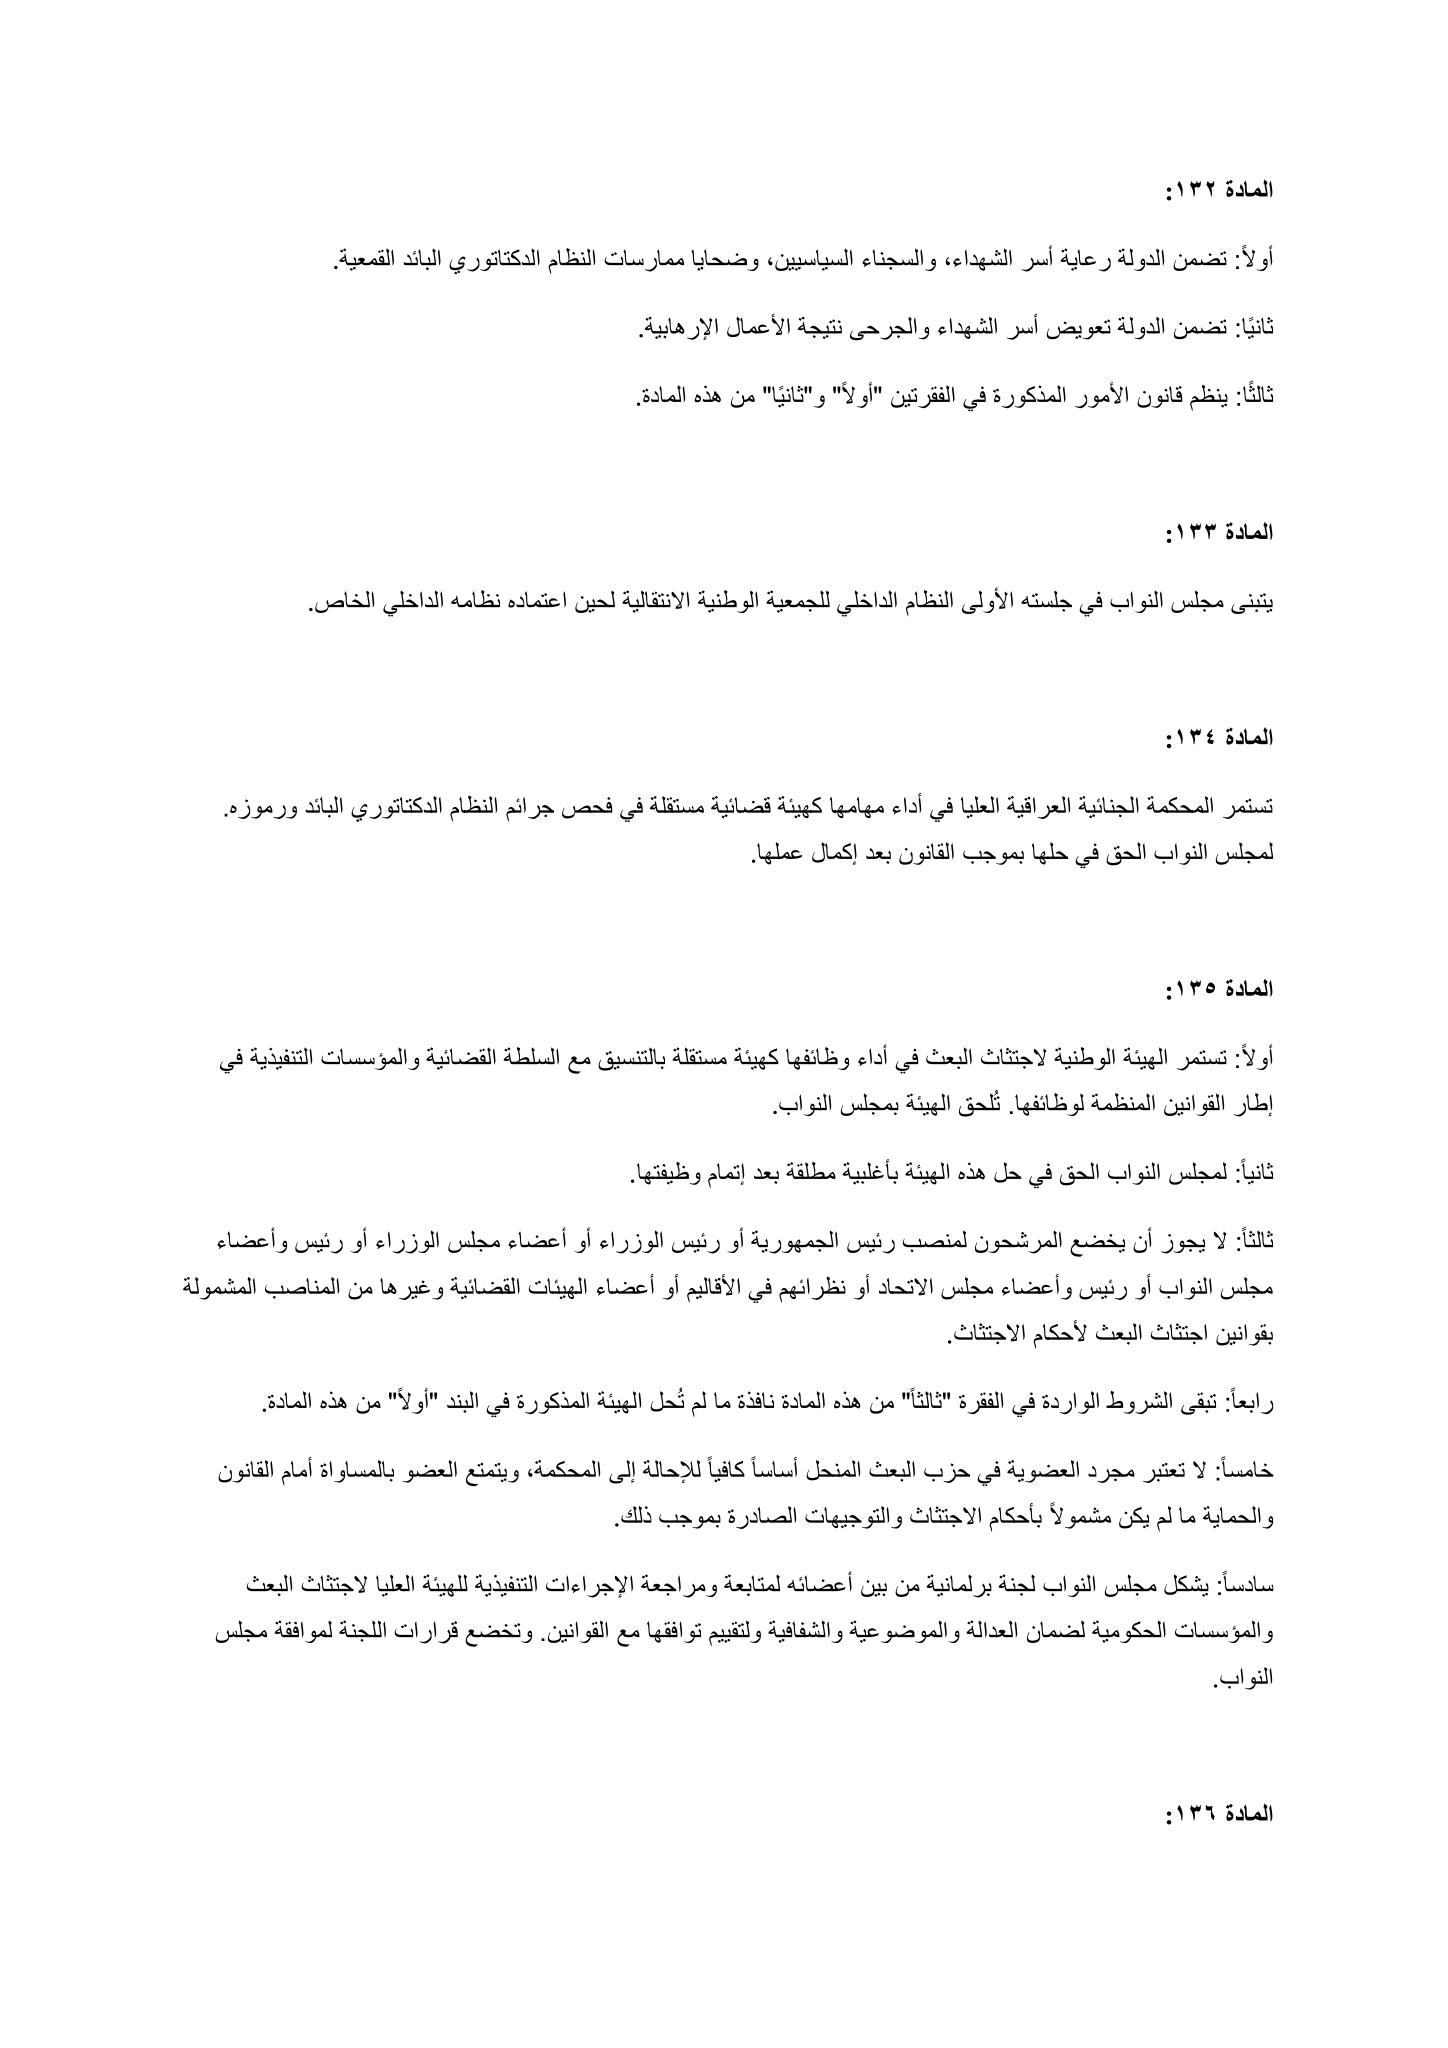 المادة ١٣٢:
أولاً: تضمن الدولة رعاية أسر الشهداء، والسجناء السياسيين، وضحايا ممارسات النظام الدكتاتوري البائد القمعية.
ثانيًا: تضمن الدولة تعويض أسر الشهداء والجرحى نتيجة الأعمال الإرهابية.
ثالثًا: ينظم قانون الأمور المذكورة في الفقرتين "أولاً" و"ثانيًا" من هذه المادة.
المادة ١٣٣:
يتبنى مجلس النواب في جلسته الأولى النظام الداخلي للجمعية الوطنية الانتقالية لحين اعتماده نظامه الداخلي الخاص.
المادة ١٣٤:
تستمر المحكمة الجنائية العراقية العليا في أداء مهامها كهيئة قضائية مستقلة في فحص جرائم النظام الدكتاتوري البائد ورموزه.
لمجلس النواب الحق في حلها بموجب القانون بعد إكمال عملها.
المادة ١٣٥:
أولاً: تستمر الهيئة الوطنية لاجتثاث البعث في أداء وظائفها كهيئة مستقلة بالتنسيق مع السلطة القضائية والمؤسسات التنفيذية في
إطار القوانين المنظمة لوظائفها. تُلحق الهيئة بمجلس النواب.
ثانياً: لمجلس النواب الحق في حل هذه الهيئة بأغلبية مطلقة بعد إتمام وظيفتها.
ثالثاً: لا يجوز أن يخضع المرشحون لمنصب رئيس الجمهورية أو رئيس الوزراء أو أعضاء مجلس الوزراء أو رئيس وأعضاء
مجلس النواب أو رئيس وأعضاء مجلس الاتحاد أو نظرائهم في الأقاليم أو أعضاء الهيئات القضائية وغيرها من المناصب المشمولة
بقوانين اجتثاث البعث لأحكام الاجتثاث.
رابعاً: تبقى الشروط الواردة في الفقرة "ثالثاً" من هذه المادة نافذة ما لم تُحل الهيئة المذكورة في البند "أولاً" من هذه المادة.
خامساً: لا تعتبر مجرد العضوية في حزب البعث المنحل أساساً كافياً للإحالة إلى المحكمة، ويتمتع العضو بالمساواة أمام القانون
والحماية ما لم يكن مشمولاً بأحكام الاجتثاث والتوجيهات الصادرة بموجب ذلك.
سادساً: يشكل مجلس النواب لجنة برلمانية من بين أعضائه لمتابعة ومراجعة الإجراءات التنفيذية للهيئة العليا لاجتثاث البعث
والمؤسسات الحكومية لضمان العدالة والموضوعية والشفافية ولتقييم توافقها مع القوانين. وتخضع قرارات اللجنة لموافقة مجلس
النواب.
المادة ١٣٦: